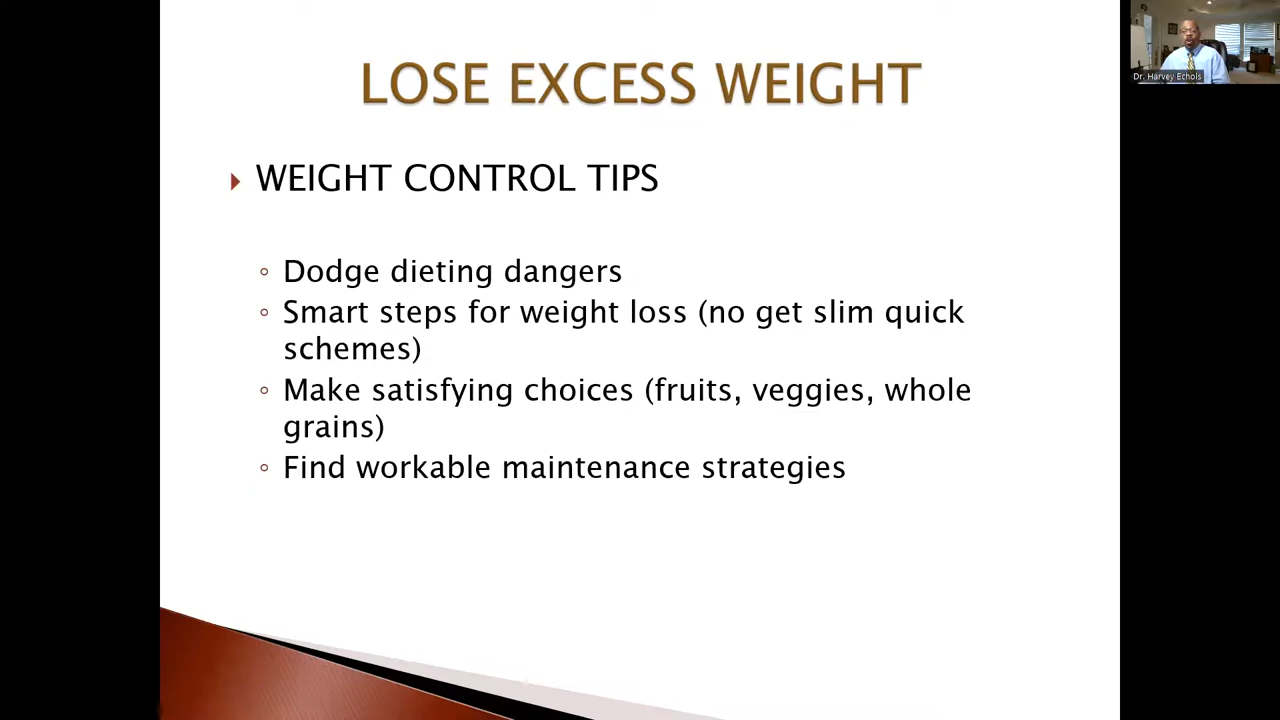 LOSE EXCESS WEIGHT
Dr. Harvey Echols
WEIGHT CONTROL TIPS
Dodge dieting dangers
Smart steps for weight loss (no get slim quick
schemes)
Make satisfying choices (fruits, veggies, whole
grains)
Find workable maintenance strategies